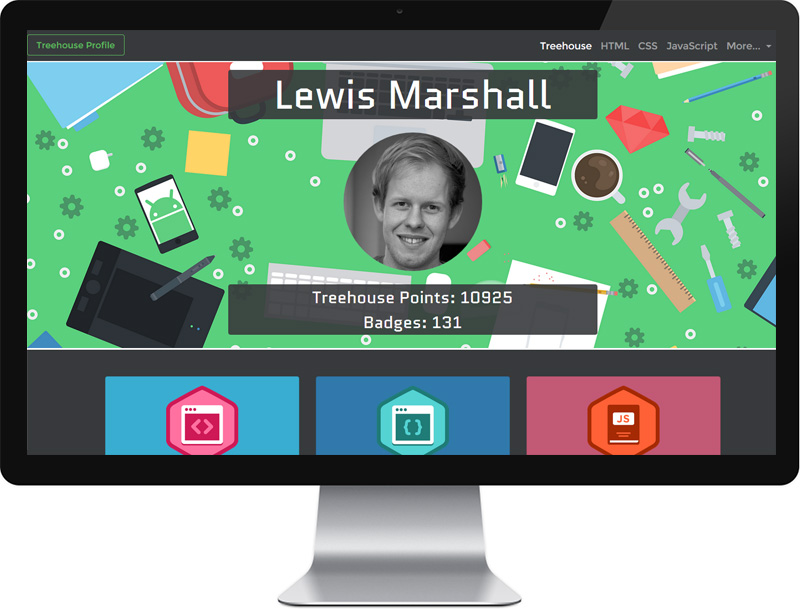 Treehouse Profile
Treehouse HTML CSS JavaScript More...
Lewis Marshall
Treehouse Points: 10925
Badges: 131
JS